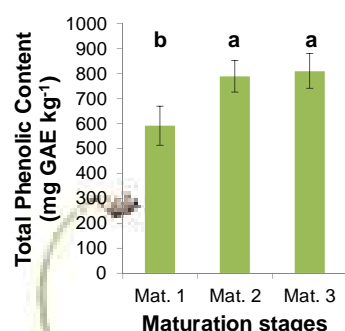 Total Phenolic Content
(mg GAE kg-1)
1000
900
800
700
600
500
400
300
200
100
0
b a a
Mat. 1 Mat. 2 Mat. 3
Maturation stages